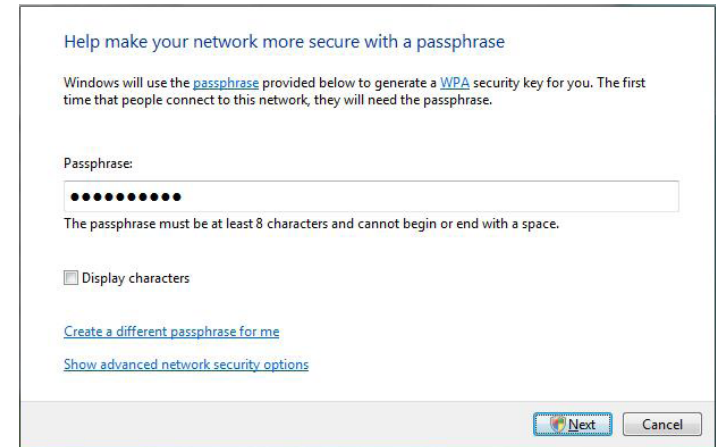 Help make your network more secure with a passphrase
Windows will use the passphrase provided below to generate a WPA security key for you. The first
time that people connect to this network, they will need the passphrase.
Passphrase:
●●●●●●●●●●
The passphrase must be at least 8 characters and cannot begin or end with a space.
Display characters
Create a different passphrase for me
Show advanced network security options
Next Cancel